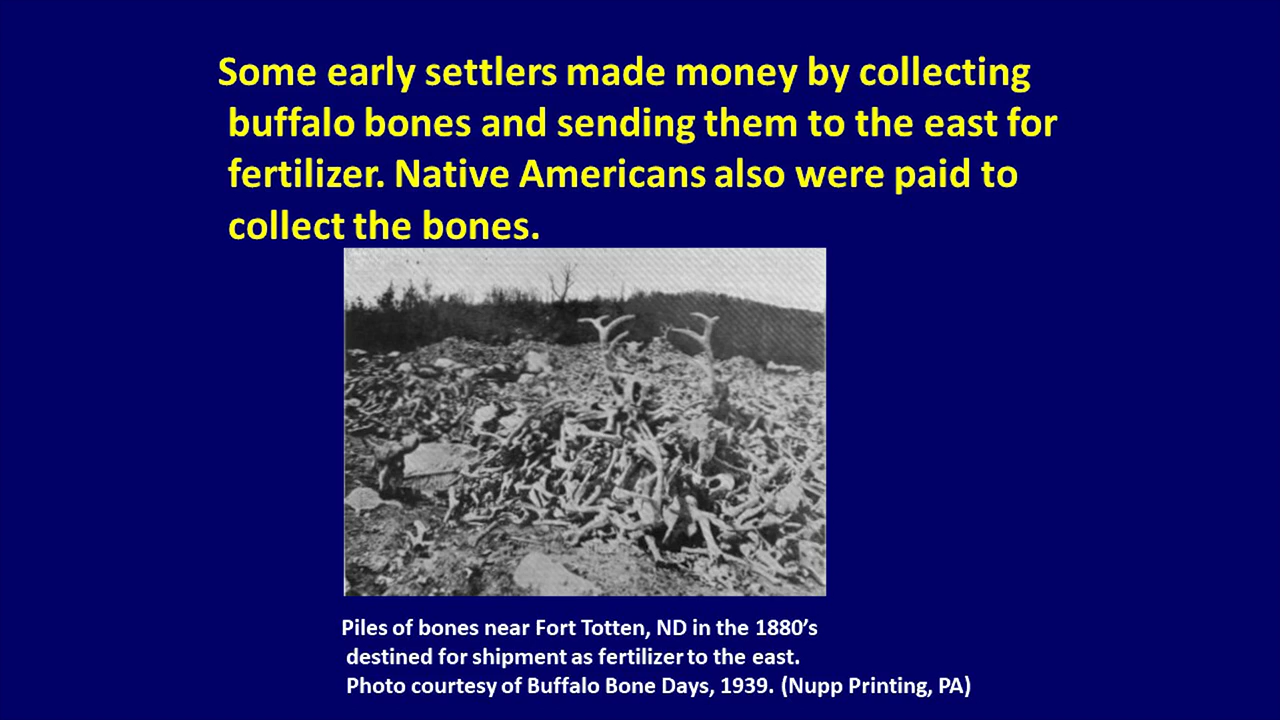 Some early settlers made money by collecting
buffalo bones and sending them to the east for
fertilizer. Native Americans also were paid to
collect the bones.
Piles of bones near Fort Totten, ND in the 1880’s
destined for shipment as fertilizer to the east.
Photo courtesy of Buffalo Bone Days, 1939. (Nupp Printing, PA)